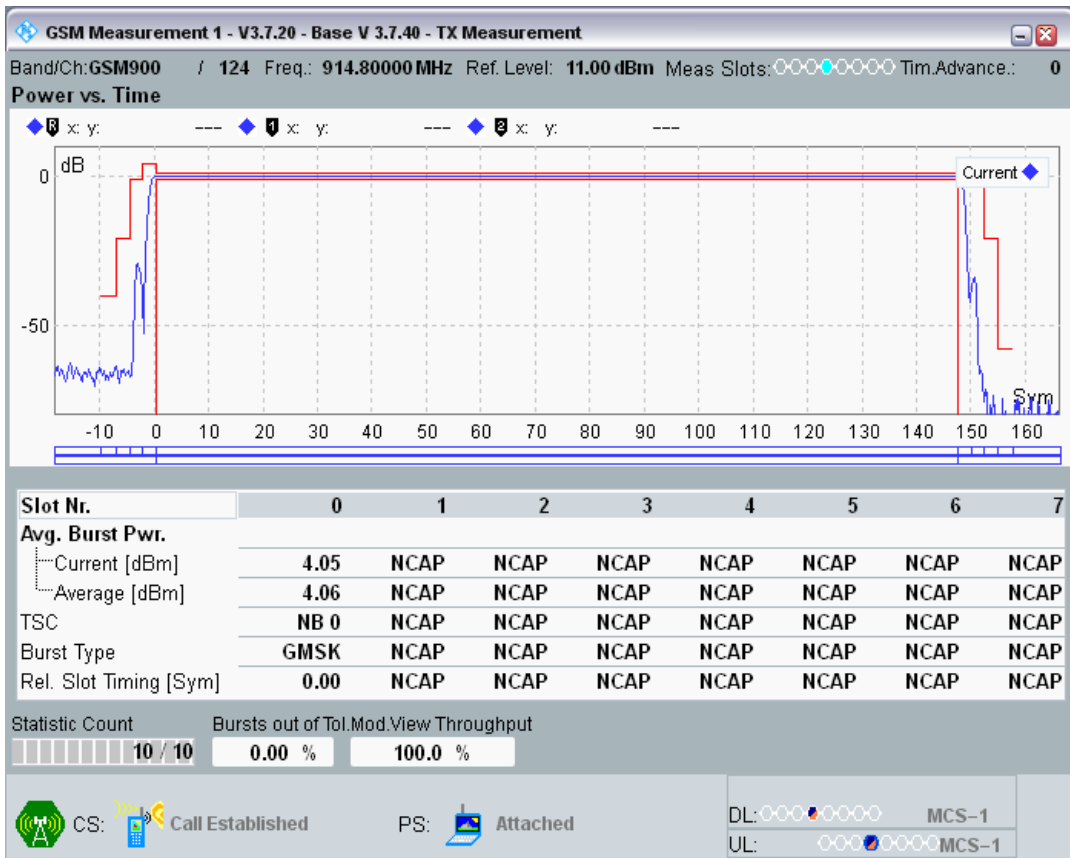 GSM Measurement 1 - V3.7.20 - Base V 3.7.40 - TX Measurement
Band/Ch:GSM900 / 124 Freq.: 914.80000 MHz Ref. Level: 11.00 dBm Meas Slots: Tim.Advance.: 0
Power vs. Time
R x: y: --- 1 x: y: --- 2 x: y: ---
dB
Current
0
-50
Sym
-10 0 10 20 30 40 50 60 70 80 90 100 110 120 130 140 150 160
Slot Nr. 0 1 2 3 4 5 6 7
Avg. Burst Pwr.
Current [dBm] 4.05 NCAP NCAP NCAP NCAP NCAP NCAP NCAP
Average [dBm] 4.06 NCAP NCAP NCAP NCAP NCAP NCAP NCAP
TSC NB 0 NCAP NCAP NCAP NCAP NCAP NCAP NCAP
Burst Type GMSK NCAP NCAP NCAP NCAP NCAP NCAP NCAP
Rel. Slot Timing [Sym] 0.00 NCAP NCAP NCAP NCAP NCAP NCAP NCAP
Statistic Count Bursts out of Tol.Mod.View Throughput
10 / 10 0.00 % 100.0 %
CS: Call Established PS: Attached
DL: MCS-1
UL: MCS-1